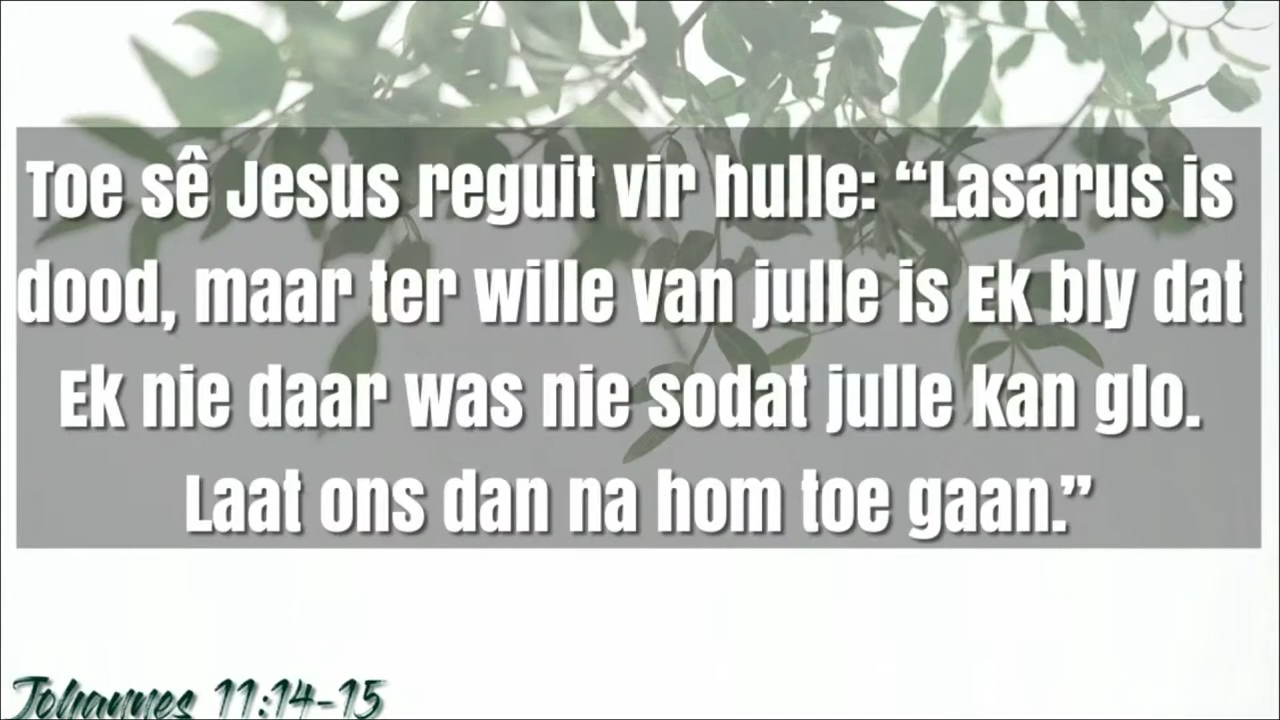 Toe sê Jesus reguit vir hulle: “Lasarus is
dood, maar ter wille van julle is Ek bly dat
Ek nie daar was nie sodat julle kan glo.
Laat ons dan na hom toe gaan.”
Johannes 11:14-15